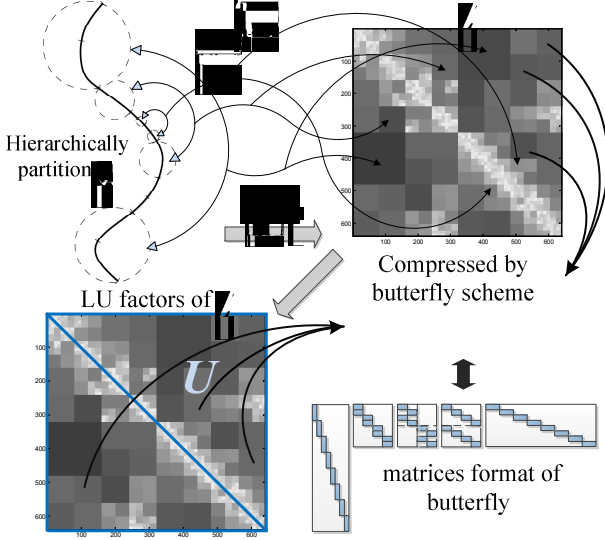 Hierarchically
partition
100
200
300
400
500
600
100 200 300 400 500 600
Compressed by
butterfly scheme
LU factors of
U
100
200
300
400
500
600
100 200 300 400 500 600
matrices format of
butterfly